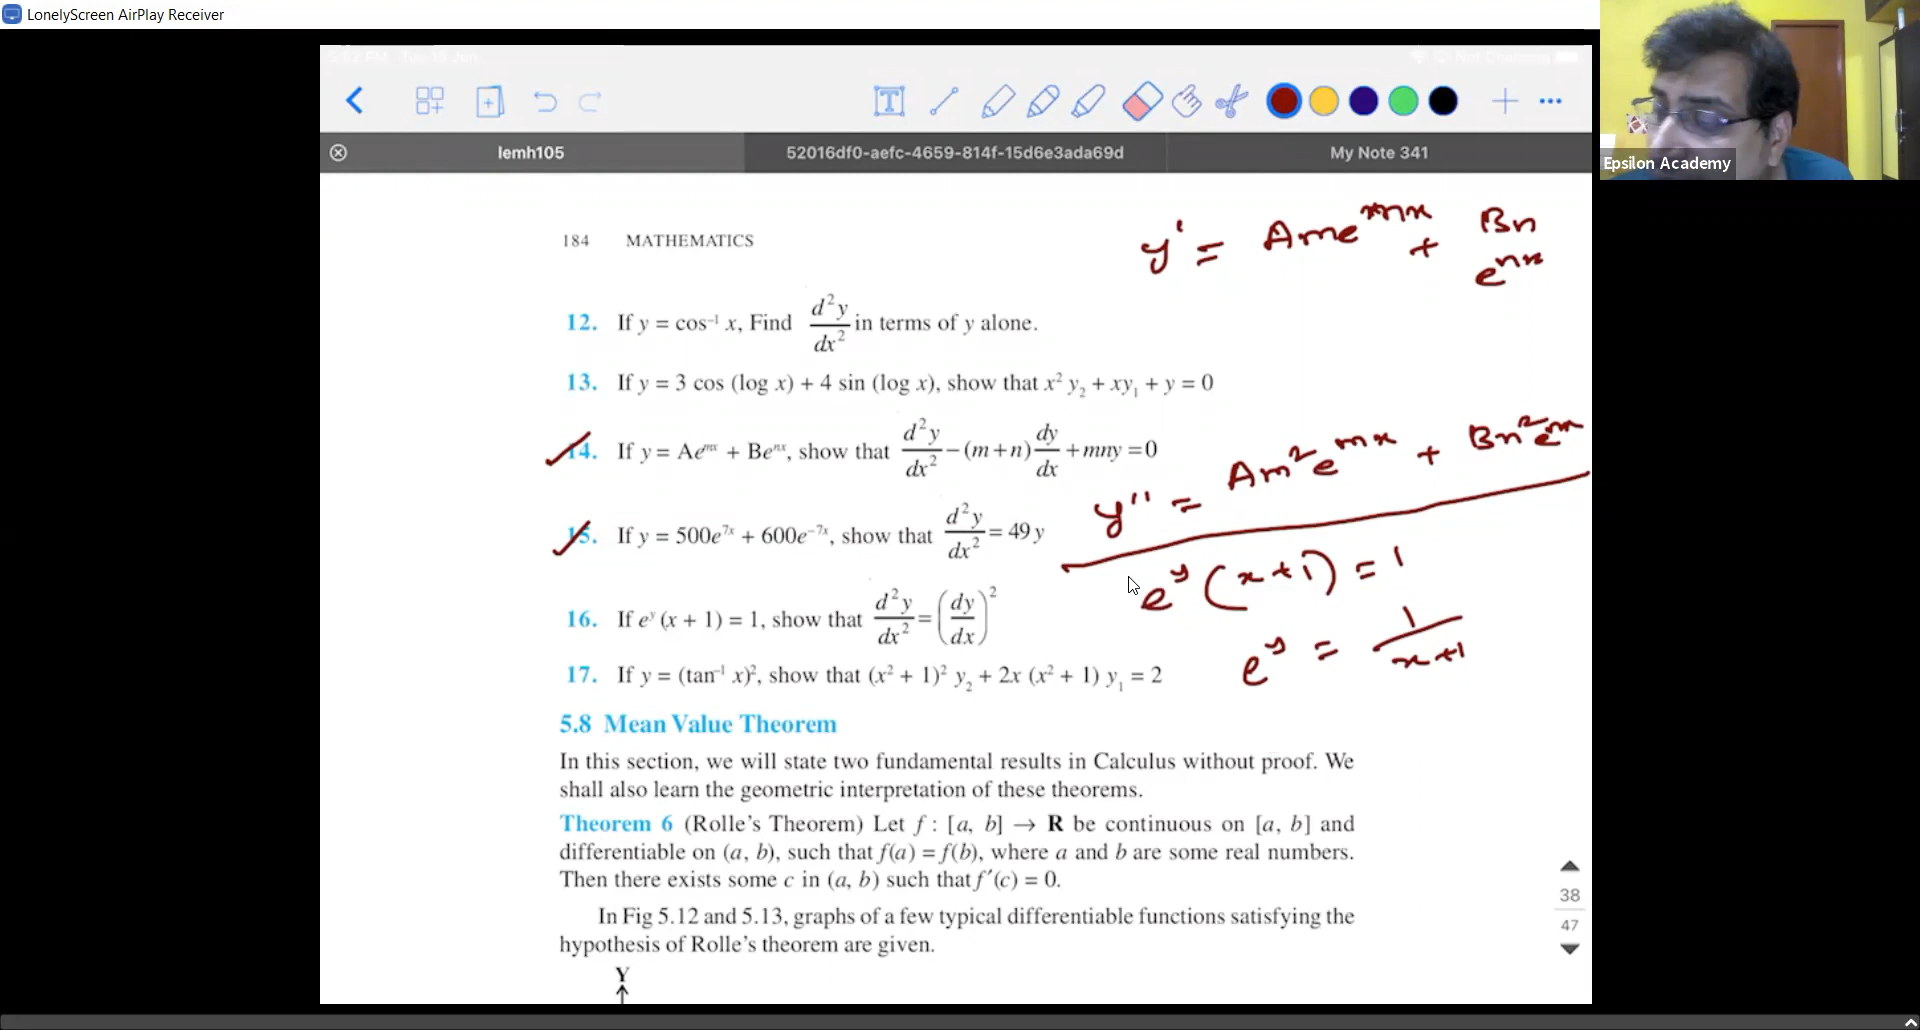 LonelyScreen AirPlay Receiver
lemh105
52016df0-aefc-4659-814f-15d6e3ada69d
My Note 341
Epsilon Academy
184 MATHEMATICS
y' = Ame^mx + Bn e^nx
12. If y = cos⁻¹ x, Find d²y/dx² in terms of y alone.
13. If y = 3 cos (log x) + 4 sin (log x), show that x² y₂ + xy₁ + y = 0
14. If y = Ae^mx + Be^nx, show that d²y/dx² − (m+n) dy/dx + mny = 0
y'' = Am²e^mx + Bn²e^nx
15. If y = 500e^7x + 600e^−7x, show that d²y/dx² = 49y
e^y (x+1) = 1
16. If e^y (x + 1) = 1, show that d²y/dx² = (dy/dx)²
e^y = 1/x+1
17. If y = (tan⁻¹ x)², show that (x² + 1)² y₂ + 2x (x² + 1) y₁ = 2
5.8 Mean Value Theorem
In this section, we will state two fundamental results in Calculus without proof. We
shall also learn the geometric interpretation of these theorems.
Theorem 6 (Rolle's Theorem) Let f : [a, b] → R be continuous on [a, b] and
differentiable on (a, b), such that f(a) = f(b), where a and b are some real numbers.
Then there exists some c in (a, b) such that f′(c) = 0.
In Fig 5.12 and 5.13, graphs of a few typical differentiable functions satisfying the
hypothesis of Rolle's theorem are given.
Y
38
47